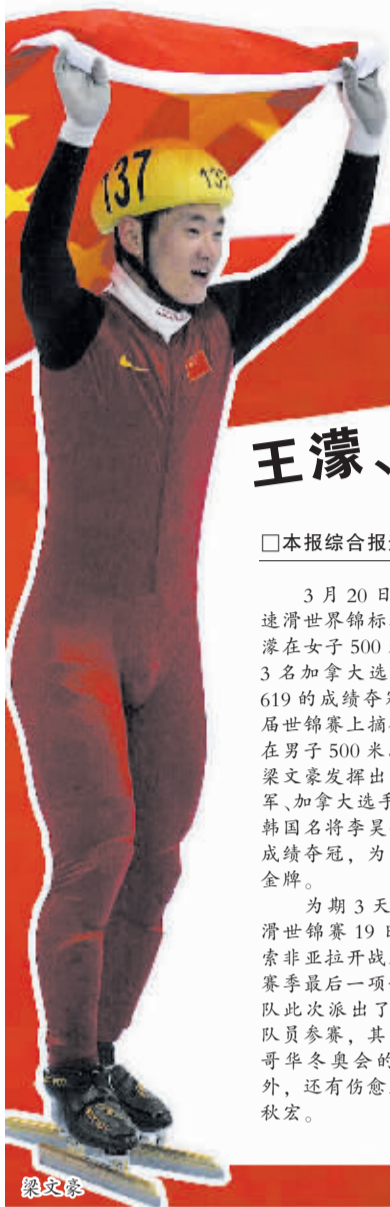 137
王濛、
□本报综合报
3 月 20 日
速滑世界锦标
濛在女子 500
3 名加拿大选
619 的成绩夺冠
届世锦赛上摘
在男子 500 米
梁文豪发挥出
军、加拿大选手
韩国名将李昊
成绩夺冠，为
金牌。
为期 3 天
滑世锦赛 19 日
索非亚拉开战
赛季最后一项
队此次派出了
队员参赛，其
哥华冬奥会的
外，还有伤愈
秋宏。
梁文豪